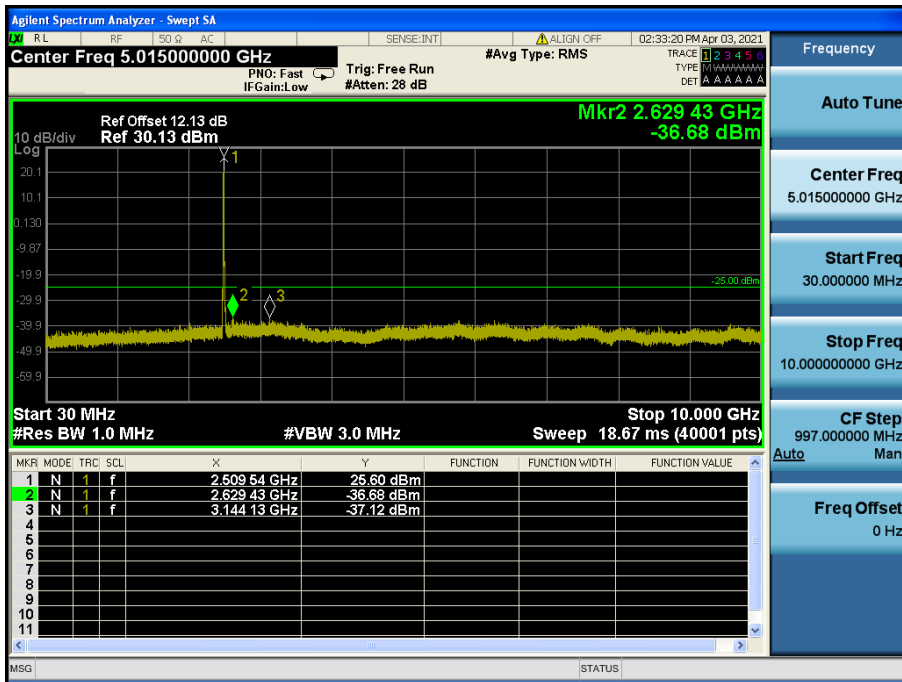 Agilent Spectrum Analyzer - Swept SA
LXI RL RF 50 Ω AC SENSE:INT ALIGN OFF 02:33:20 PM Apr 03, 2021
Center Freq 5.015000000 GHz
PNO: Fast
IFGain:Low
Trig: Free Run
#Atten: 28 dB
#Avg Type: RMS
TRACE 1 2 3 4 5 6
TYPE MWWWWW
DET A A A A A A
Mkr2 2.629 43 GHz
-36.68 dBm
Ref Offset 12.13 dB
10 dB/div Ref 30.13 dBm
Log
1
20.1
10.1
0.130
-9.87
-19.9
-25.00 dBm
2 3
-29.9
-39.9
-49.9
-59.9
Start 30 MHz Stop 10.000 GHz
#Res BW 1.0 MHz #VBW 3.0 MHz Sweep 18.67 ms (40001 pts)
MKR MODE TRC SCL X Y FUNCTION FUNCTION WIDTH FUNCTION VALUE
1 N 1 f 2.509 54 GHz 25.60 dBm
2 N 1 f 2.629 43 GHz -36.68 dBm
3 N 1 f 3.144 13 GHz -37.12 dBm
4
5
6
7
8
9
10
11
MSG STATUS
Frequency
Auto Tune
Center Freq
5.015000000 GHz
Start Freq
30.000000 MHz
Stop Freq
10.000000000 GHz
CF Step
997.000000 MHz
Auto Man
Freq Offset
0 Hz